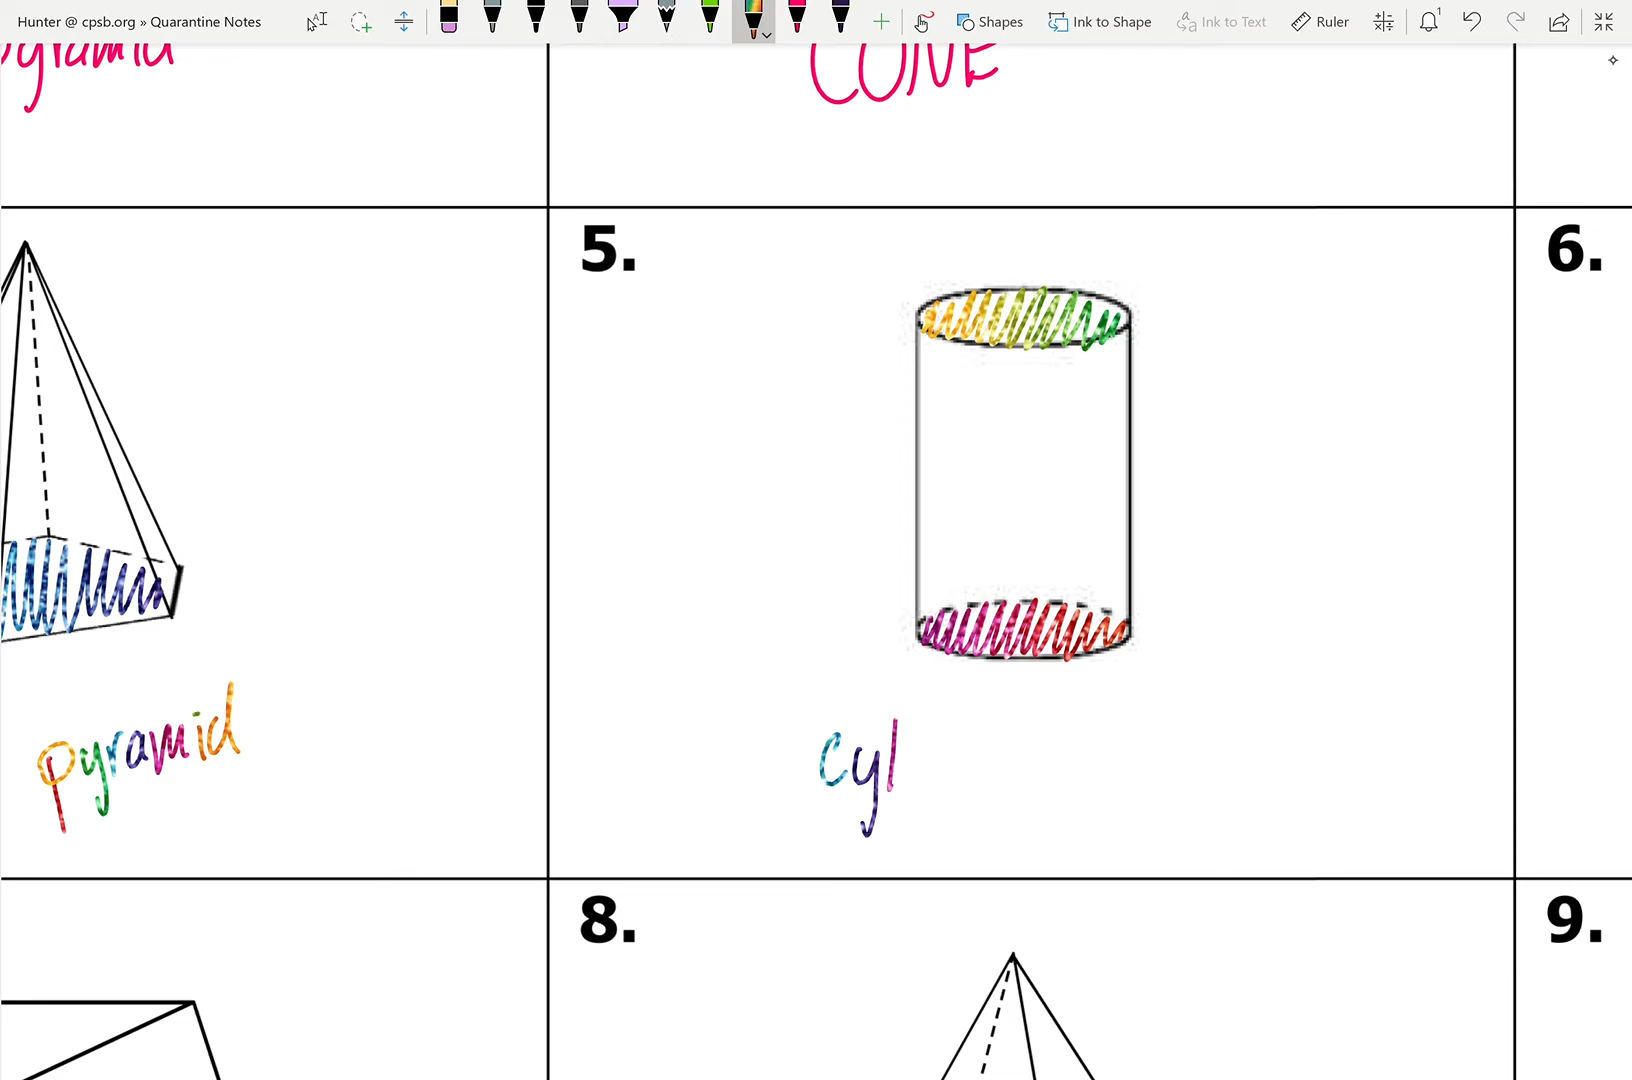 Hunter @ cpsb.org » Quarantine Notes
Shapes
Ink to Shape
Ink to Text
Ruler
1
CONE
5.
6.
pyramid
Cyl
8.
9.